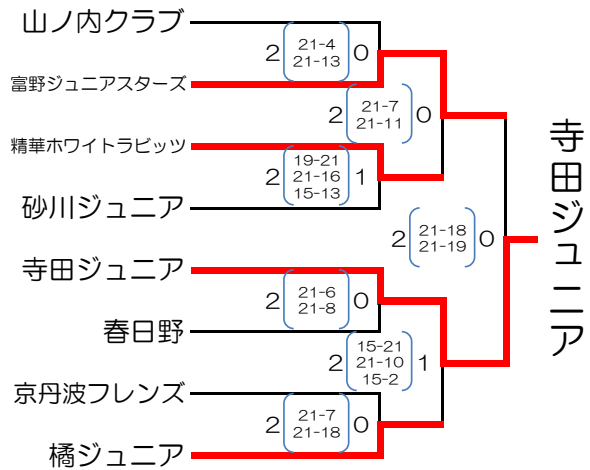 山ノ内クラブ
2 21-4 0
21-13
富野ジュニアスターズ
2 21-7 0
21-11
精華ホワイトラビッツ
2 19-21 1
21-16
15-13
砂川ジュニア
2 21-18 0
21-19
寺田ジュニア
寺田ジュニア
2 21-6 0
21-8
春日野
2 15-21 1
21-10
15-2
京丹波フレンズ
2 21-7 0
21-18
橘ジュニア